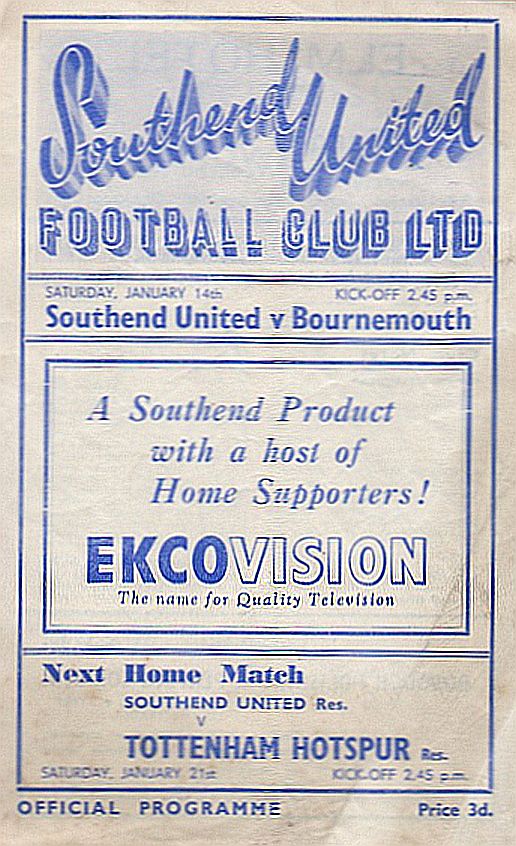 Southend United
FOOTBALL CLUB LTD
SATURDAY, JANUARY 14th KICK-OFF 2.45 p.m.
Southend United v Bournemouth
A Southend Product
with a host of
Home Supporters!
EKCOVISION
The name for Quality Television
Next Home Match
SOUTHEND UNITED Res.
v
TOTTENHAM HOTSPUR Res.
SATURDAY, JANUARY 21st KICK-OFF 2.45 p.m.
OFFICIAL PROGRAMME Price 3d.